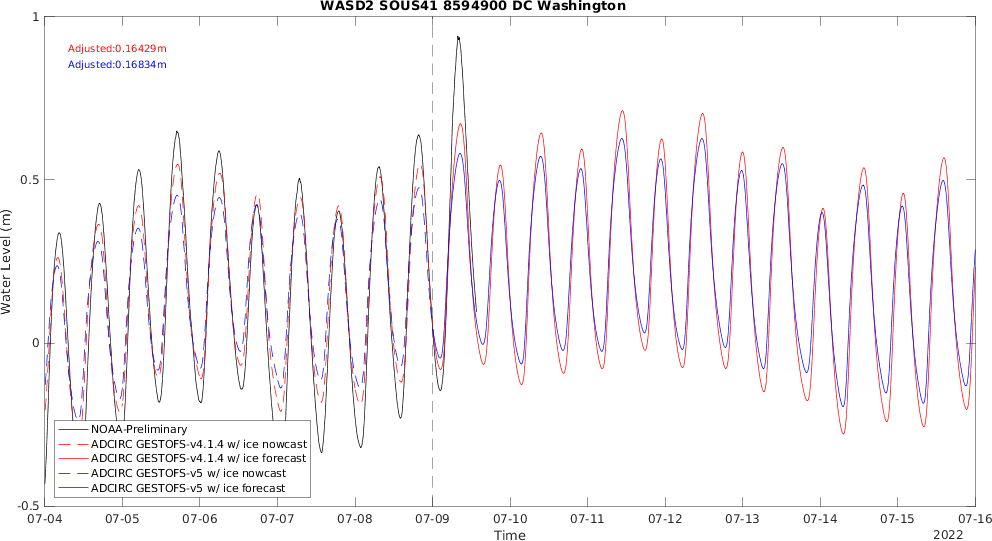 WASD2 SOUS41 8594900 DC Washington
1
Adjusted:0.16429m
Adjusted:0.16834m
0.5
Water Level (m)
0
NOAA-Preliminary
ADCIRC GESTOFS-v4.1.4 w/ ice nowcast
ADCIRC GESTOFS-v4.1.4 w/ ice forecast
ADCIRC GESTOFS-v5 w/ ice nowcast
ADCIRC GESTOFS-v5 w/ ice forecast
-0.5
07-04 07-05 07-06 07-07 07-08 07-09 07-10 07-11 07-12 07-13 07-14 07-15 07-16
Time
2022